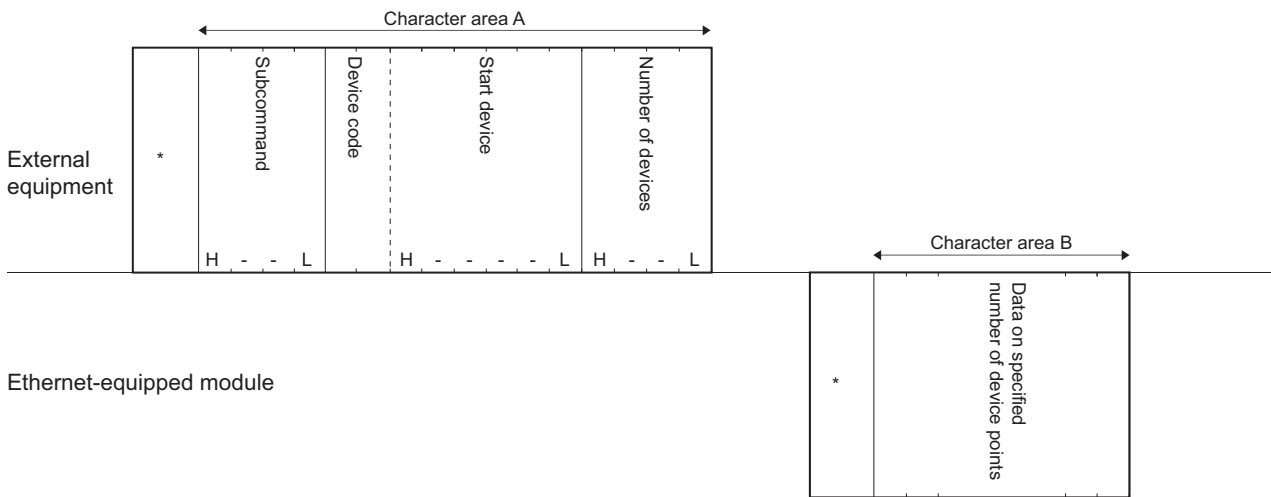 Character area A
External
equipment
*
Subcommand
Device code
Start device
Number of devices
H - - L
H - - - - L
H - - L
Character area B
Ethernet-equipped module
*
Data on specified
number of device points